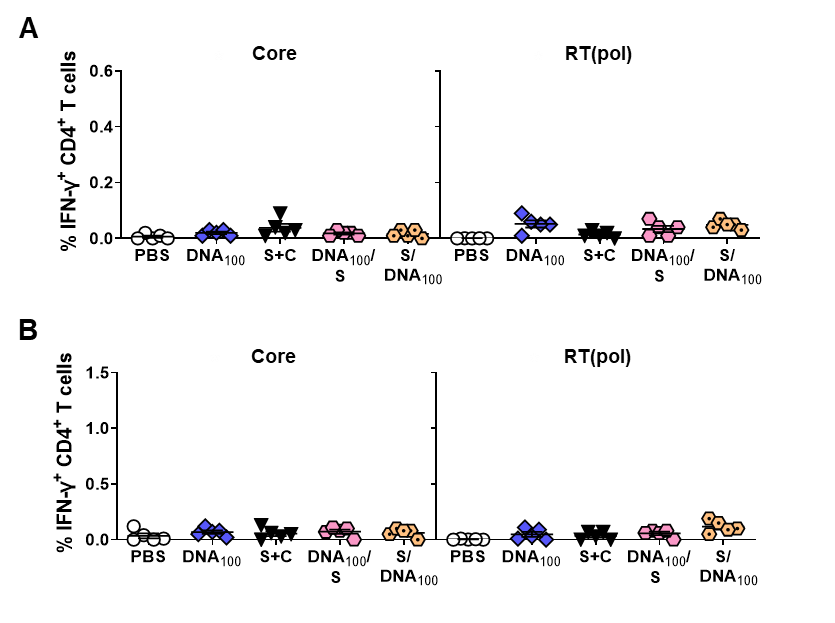 A
Core
RT(pol)
% IFN-γ+ CD4+ T cells
0.6
0.4
0.2
0.0
PBS
DNA100
S+C
DNA100/
S
S/
DNA100
PBS
DNA100
S+C
DNA100/
S
S/
DNA100
B
Core
RT(pol)
% IFN-γ+ CD4+ T cells
1.5
1.0
0.5
0.0
PBS
DNA100
S+C
DNA100/
S
S/
DNA100
PBS
DNA100
S+C
DNA100/
S
S/
DNA100